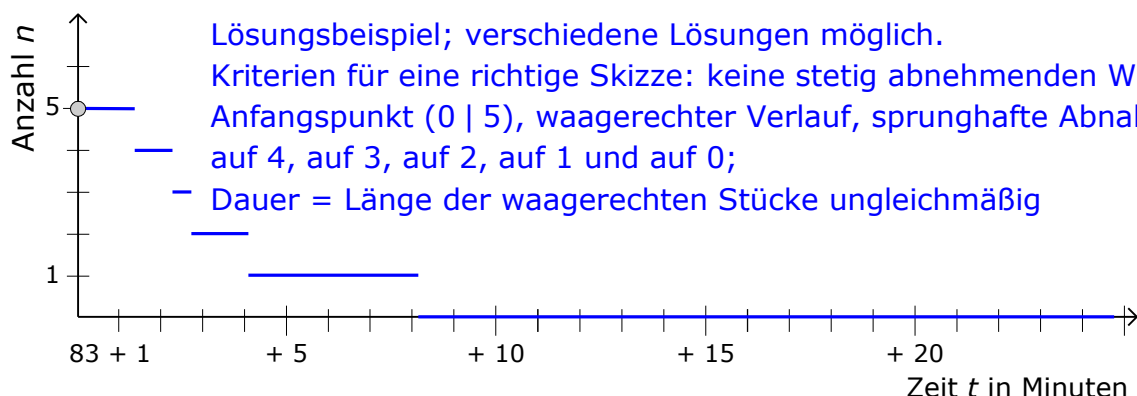 Anzahl n
Lösungsbeispiel; verschiedene Lösungen möglich.
Kriterien für eine richtige Skizze: keine stetig abnehmenden
Anfangspunkt (0 | 5), waagerechter Verlauf, sprunghafte
auf 4, auf 3, auf 2, auf 1 und auf 0;
Dauer = Länge der waagerechten Stücke ungleichmäßig
5
1
83 + 1 + 5 + 10 + 15 + 20
Zeit t in Minuten